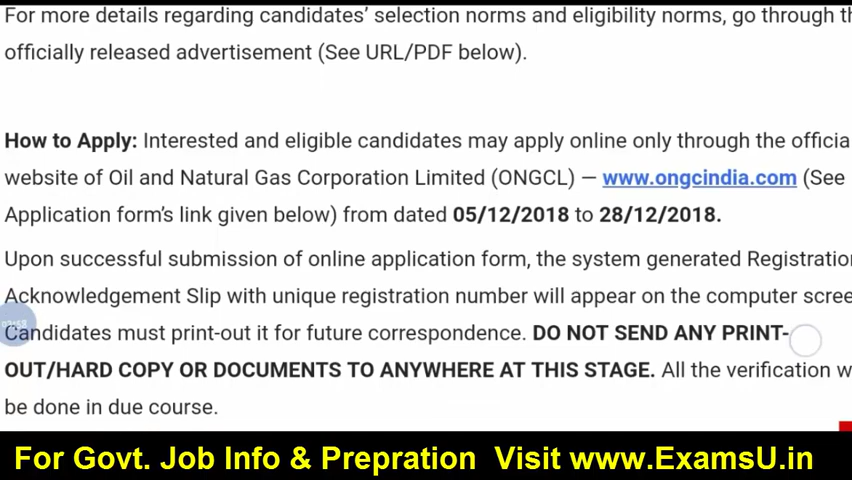 For more details regarding candidates’ selection norms and eligibility norms, go through
officially released advertisement (See URL/PDF below).
How to Apply: Interested and eligible candidates may apply online only through the
website of Oil and Natural Gas Corporation Limited (ONGCL) – www.ongcindia.com (See
Application form’s link given below) from dated 05/12/2018 to 28/12/2018.
Upon successful submission of online application form, the system generated
Acknowledgement Slip with unique registration number will appear on the computer
Candidates must print-out it for future correspondence. DO NOT SEND ANY PRINT-
OUT/HARD COPY OR DOCUMENTS TO ANYWHERE AT THIS STAGE. All the verification
be done in due course.
For Govt. Job Info & Prepration Visit www.ExamsU.in